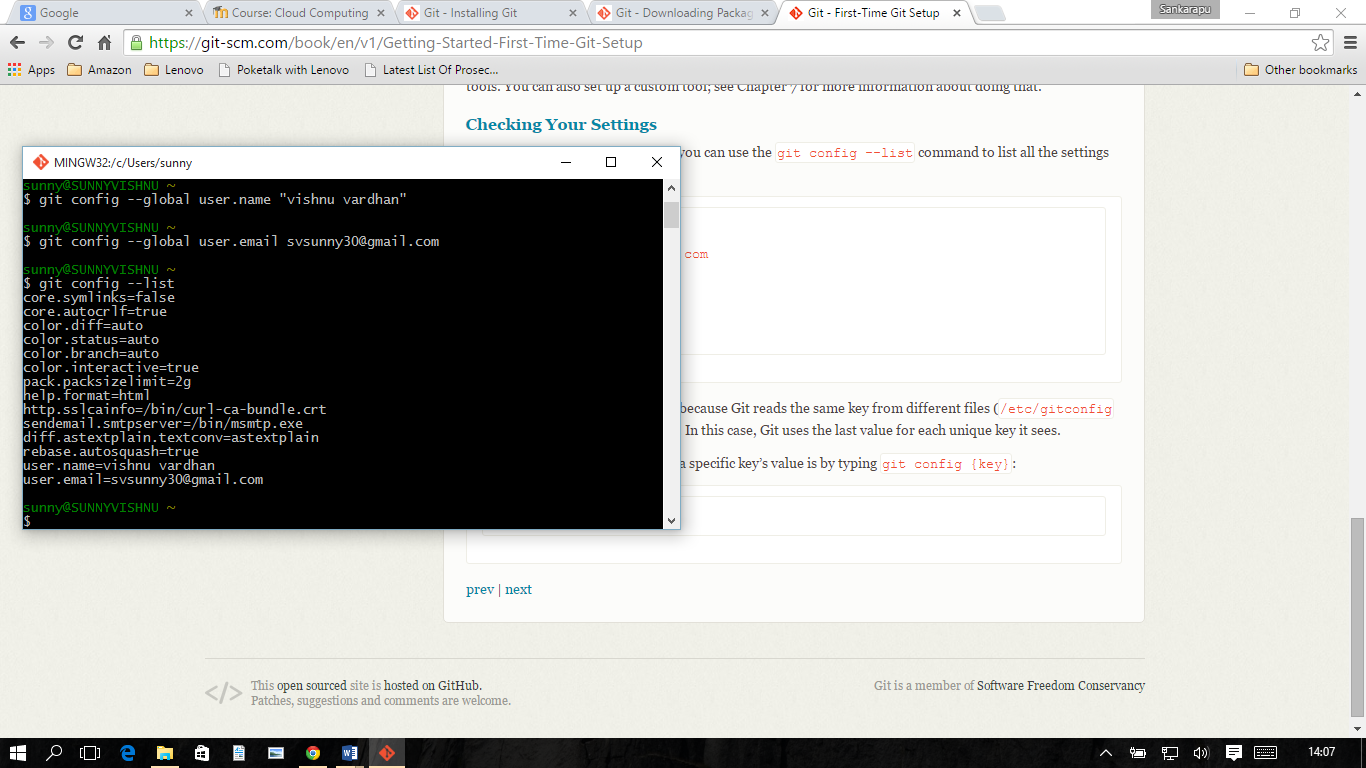 Google
Course: Cloud Computing
Git - Installing Git
Git - Downloading Packag
Git - First-Time Git Setup
Sankarapu
https://git-scm.com/book/en/v1/Getting-Started-First-Time-Git-Setup
Apps
Amazon
Lenovo
Poketalk with Lenovo
Latest List Of Prosec...
Other bookmarks
tools. You can also set up a custom tool; see Chapter 7 for more information about doing that.
Checking Your Settings
you can use the git config --list command to list all the settings
com
because Git reads the same key from different files (/etc/gitconfig
. In this case, Git uses the last value for each unique key it sees.
a specific key's value is by typing git config {key}:
prev | next
MINGW32:/c/Users/sunny
sunny@SUNNYVISHNU ~
$ git config --global user.name "vishnu vardhan"
sunny@SUNNYVISHNU ~
$ git config --global user.email svsunny30@gmail.com
sunny@SUNNYVISHNU ~
$ git config --list
core.symlinks=false
core.autocrlf=true
color.diff=auto
color.status=auto
color.branch=auto
color.interactive=true
pack.packsizelimit=2g
help.format=html
http.sslcainfo=/bin/curl-ca-bundle.crt
sendemail.smtpserver=/bin/msmtp.exe
diff.astextplain.textconv=astextplain
rebase.autosquash=true
user.name=vishnu vardhan
user.email=svsunny30@gmail.com
sunny@SUNNYVISHNU ~
$
</> This open sourced site is hosted on GitHub.
Patches, suggestions and comments are welcome.
Git is a member of Software Freedom Conservancy
14:07